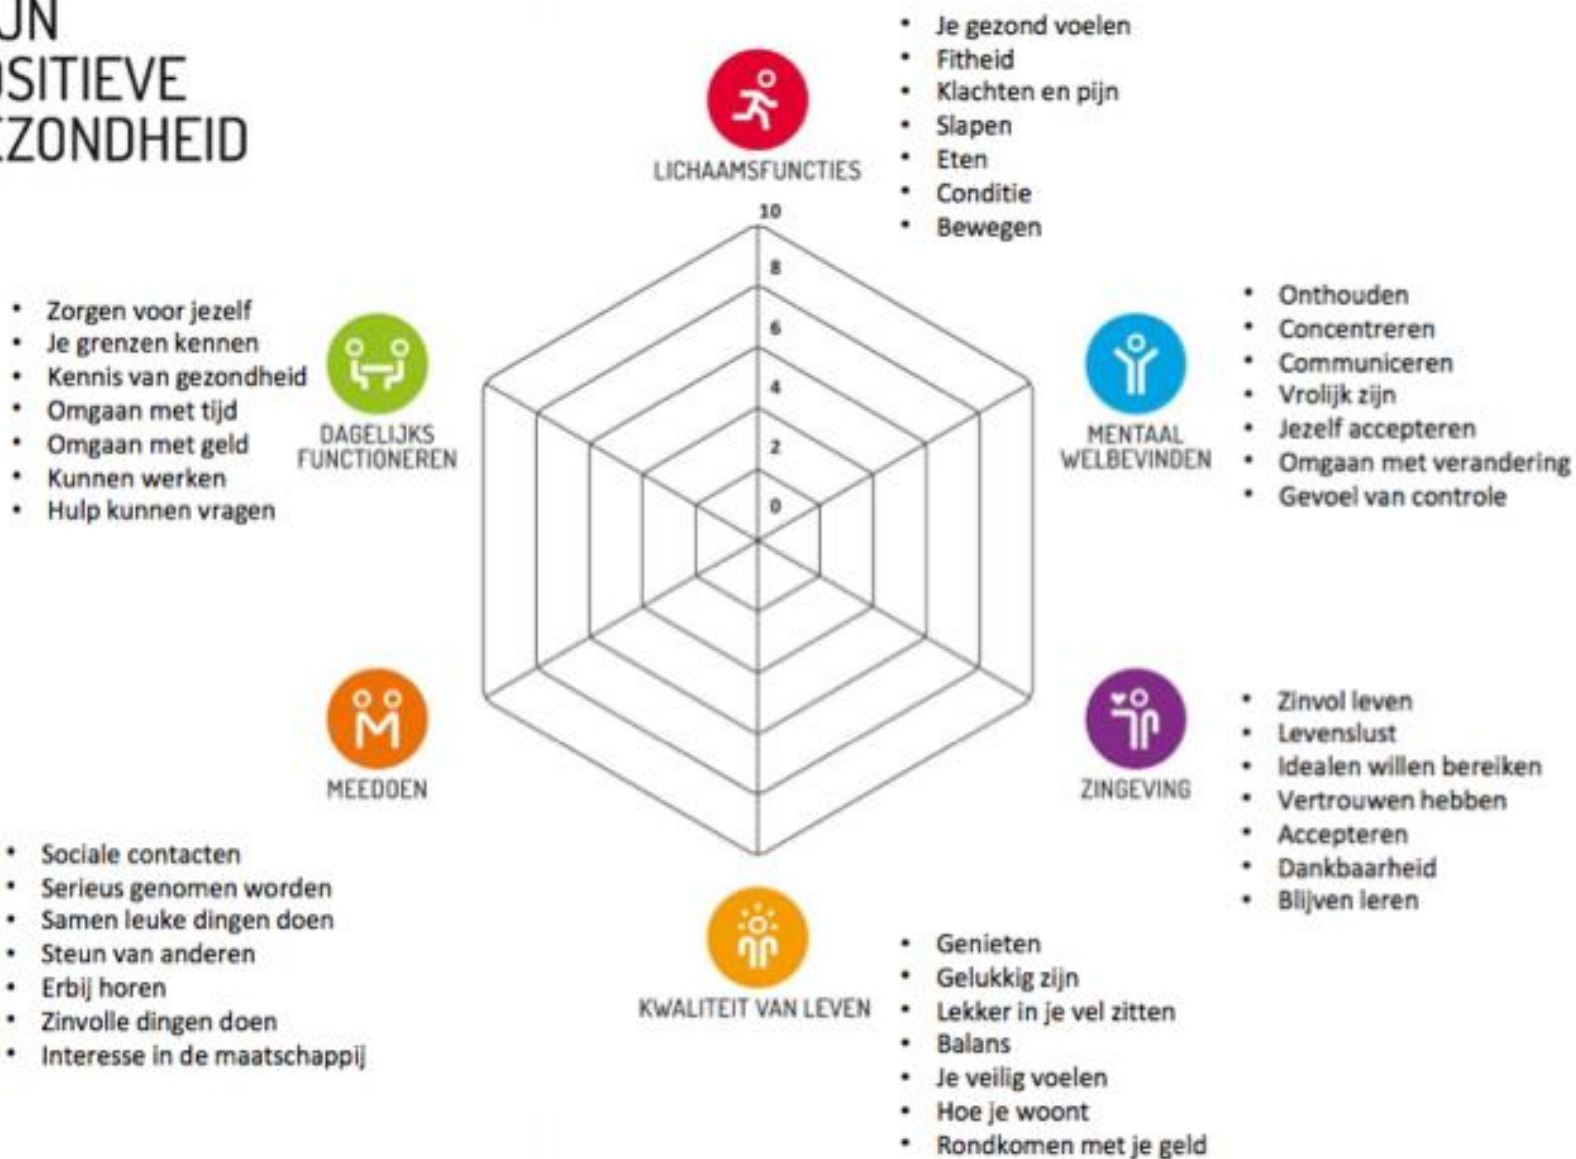 JN
OSITIEVE
EZONDHEID
LICHAAMSFUNCTIES
• Je gezond voelen
• Fitheid
• Klachten en pijn
• Slapen
• Eten
• Conditie
• Bewegen
10
8
6
4
2
0
• Zorgen voor jezelf
• Je grenzen kennen
• Kennis van gezondheid
• Omgaan met tijd
• Omgaan met geld
• Kunnen werken
• Hulp kunnen vragen
DAGELIJKS
FUNCTIONEREN
MENTAAL
WELBEVINDEN
• Onthouden
• Concentreren
• Communiceren
• Vrolijk zijn
• Jezelf accepteren
• Omgaan met verandering
• Gevoel van controle
MEEDOEN
• Sociale contacten
• Serieus genomen worden
• Samen leuke dingen doen
• Steun van anderen
• Erbij horen
• Zinvolle dingen doen
• Interesse in de maatschappij
ZINGEVING
• Zinvol leven
• Levenslust
• Idealen willen bereiken
• Vertrouwen hebben
• Accepteren
• Dankbaarheid
• Blijven leren
KWALITEIT VAN LEVEN
• Genieten
• Gelukkig zijn
• Lekker in je vel zitten
• Balans
• Je veilig voelen
• Hoe je woont
• Rondkomen met je geld